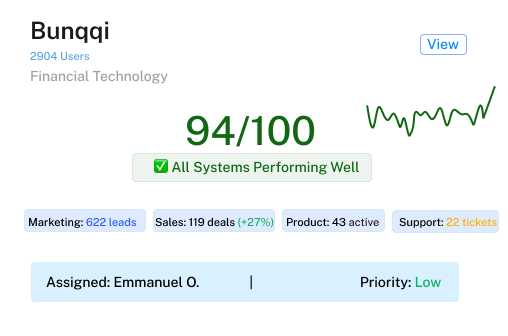 Bunqqi
2904 Users
View
Financial Technology
94/100
✅ All Systems Performing Well
Marketing: 622 leads
Sales: 119 deals (+27%)
Product: 43 active
Support: 22 tickets
Assigned: Emmanuel O. | Priority: Low